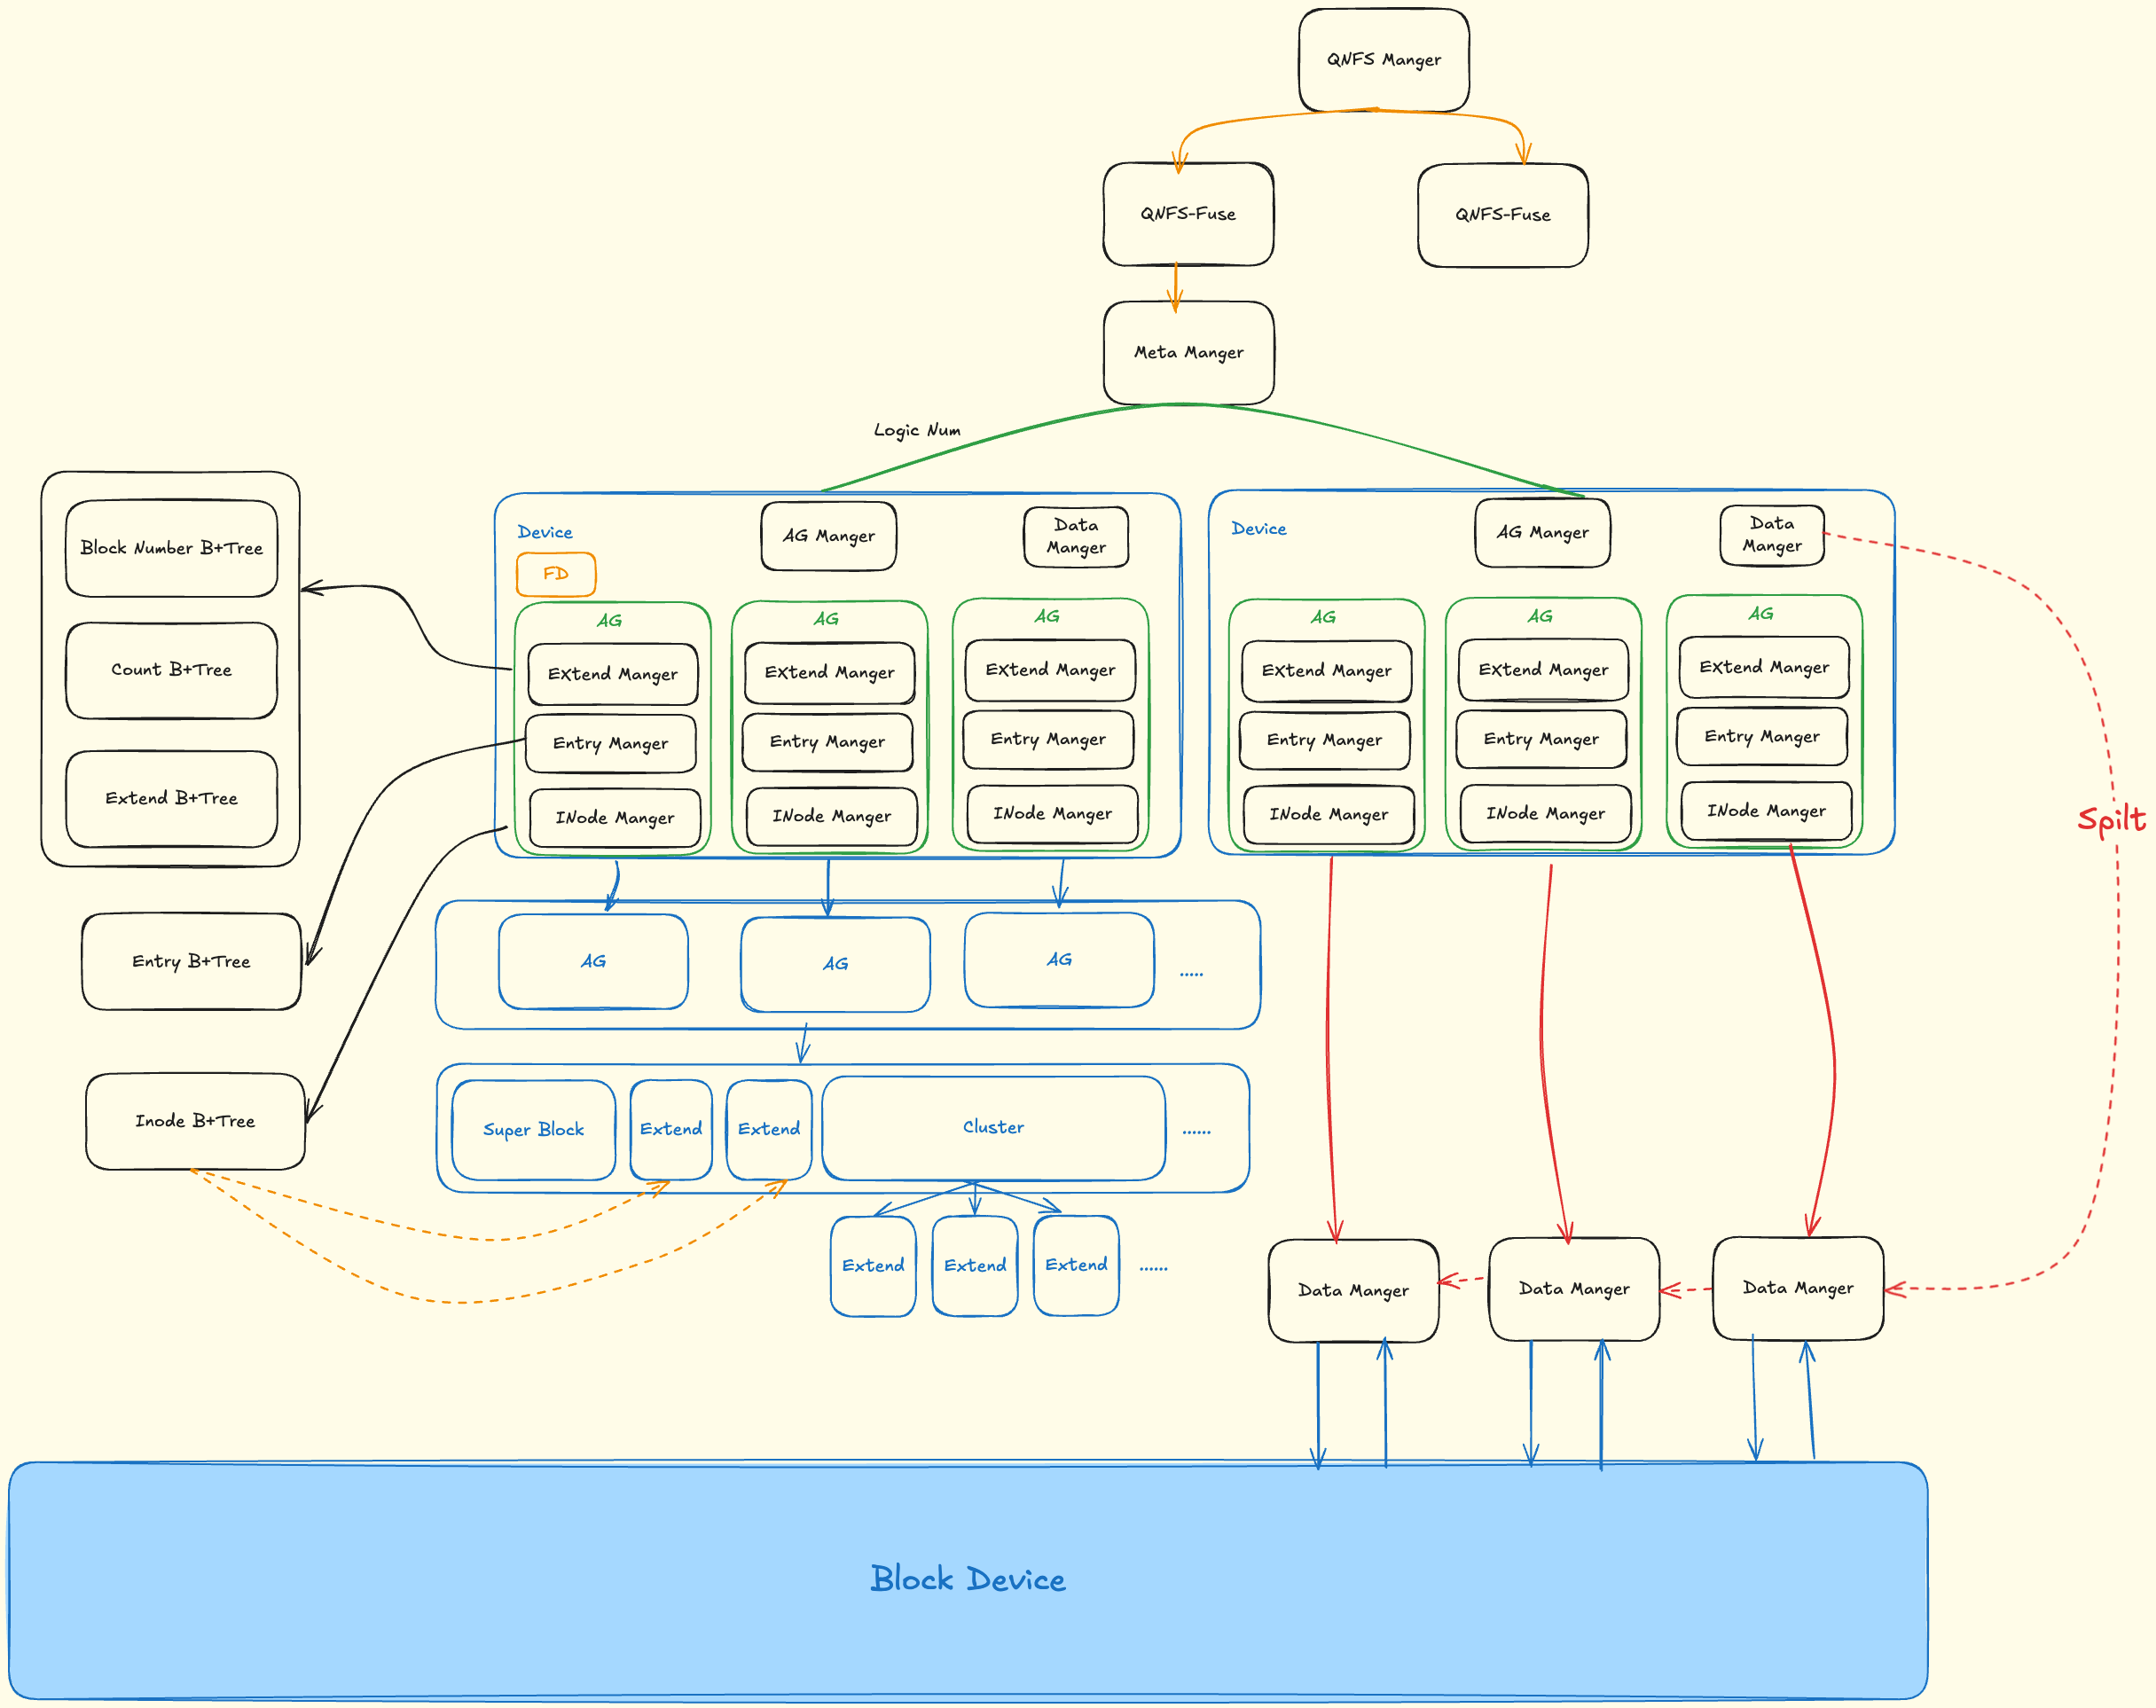 QNFS Manger
QNFS-Fuse
QNFS-Fuse
Meta Manger
Logic Num
Block Number B+Tree
Count B+Tree
Extend B+Tree
Entry B+Tree
Inode B+Tree
Device
FD
AG Manger
Data
Manger
AG
EXtend Manger
Entry Manger
INode Manger
AG
EXtend Manger
Entry Manger
INode Manger
AG
EXtend Manger
Entry Manger
INode Manger
Device
AG Manger
Data
Manger
AG
EXtend Manger
Entry Manger
INode Manger
AG
EXtend Manger
Entry Manger
INode Manger
AG
EXtend Manger
Entry Manger
INode Manger
Spilt
AG
AG
AG
.....
Super Block
Extend
Extend
Cluster
......
Extend
Extend
Extend
......
Data Manger
Data Manger
Data Manger
Block Device